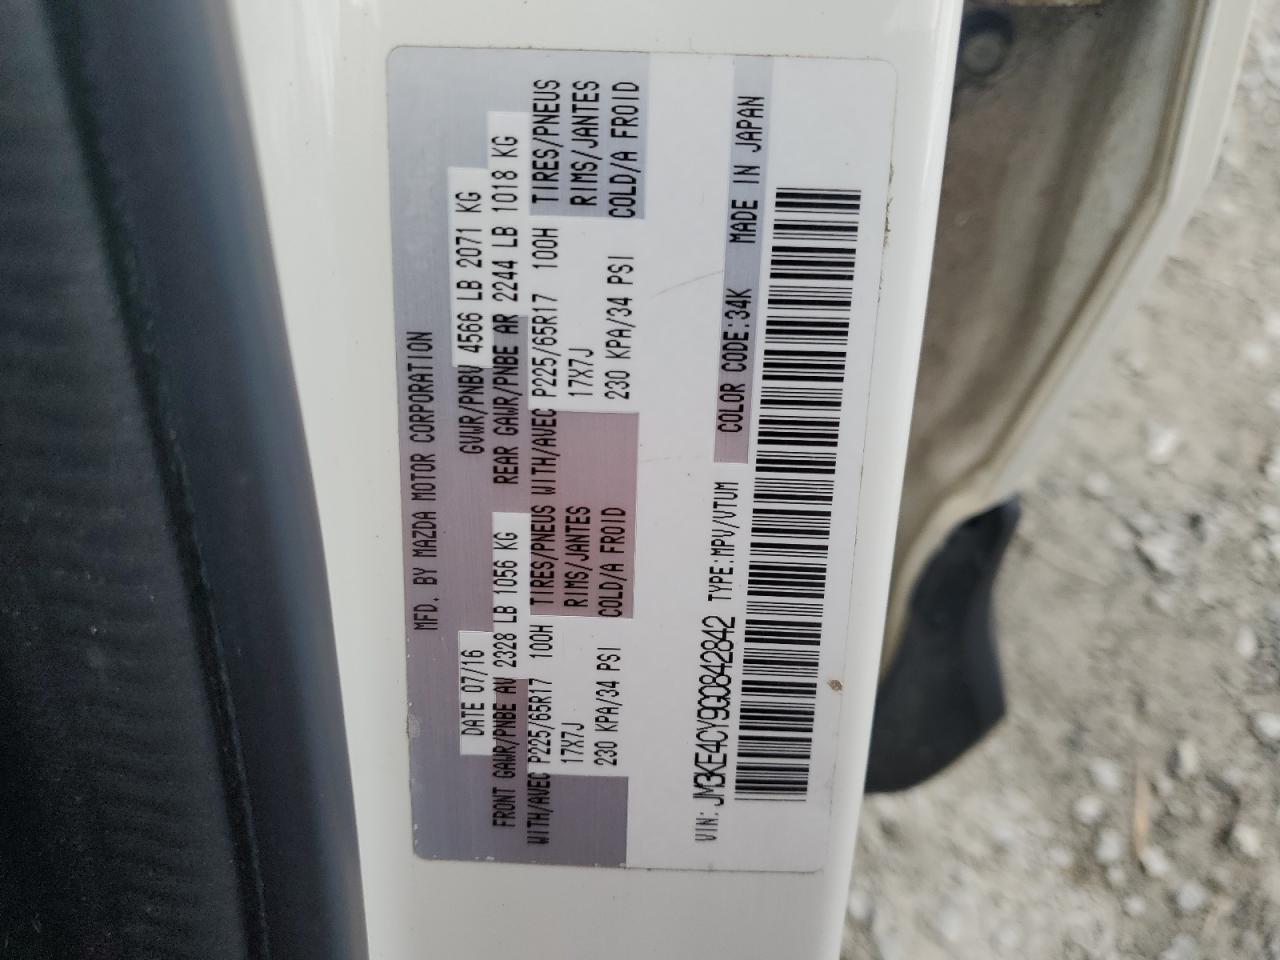 MFD. BY MAZDA MOTOR CORPORATION
DATE 07/16 GVWR/PNBV 4566 LB 2071 KG
FRONT GAWR/PNBE AV 2328 LB 1056 KG REAR GAWR/PNBE AR 2244 LB 1018 KG
WITH/AVEC P225/65R17 100H TIRES/PNEUS WITH/AVEC P225/65R17 100H TIRES/PNEUS
17X7J RIMS/JANTES 17X7J RIMS/JANTES
230 KPA/34 PSI COLD/A FROID 230 KPA/34 PSI COLD/A FROID
VIN: JM3KE4CY9G0842842 TYPE:MPV/VTUM COLOR CODE:34K MADE IN JAPAN